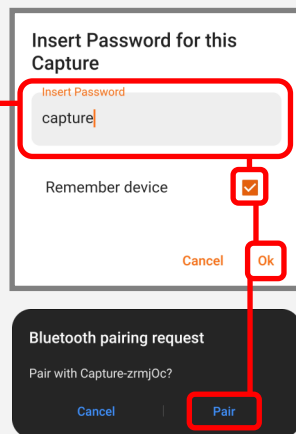 Insert Password for this
Capture
Insert Password
capture
Remember device
Cancel Ok
Bluetooth pairing request
Pair with Capture-zrmjOc?
Cancel Pair